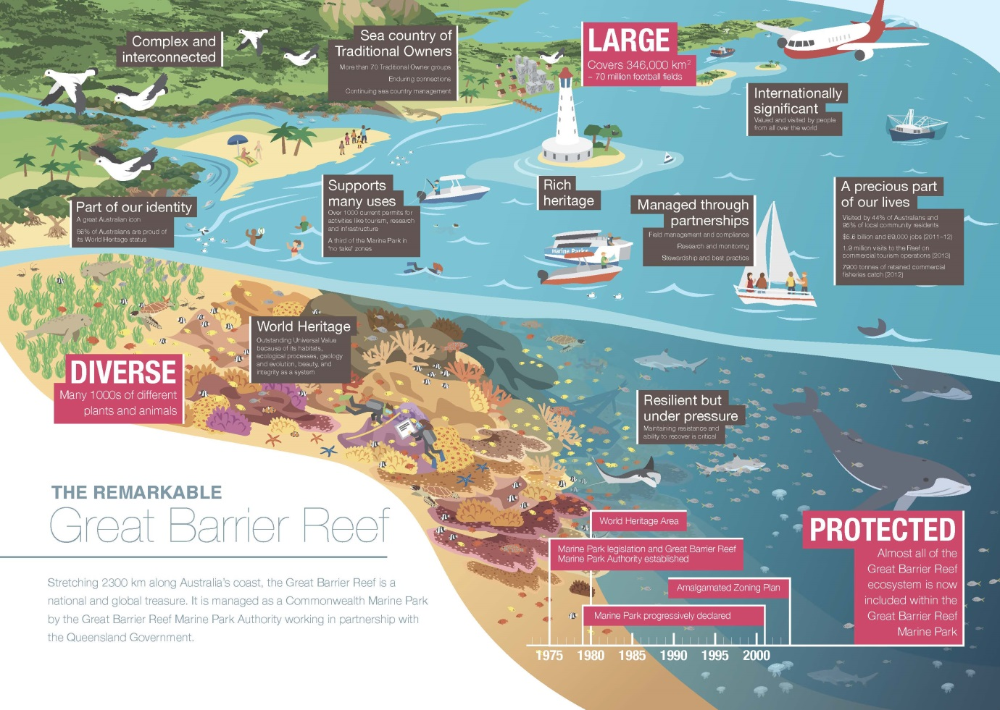 Complex and
interconnected
Sea country of
Traditional Owners
More than 70 Traditional Owner groups
Enduring connections
Continuing sea country management
LARGE
Covers 346,000 km²
~ 70 million football fields
Internationally
significant
Valued and visited by people
from all over the world
Part of our identity
A great Australian icon
86% of Australians are proud of
its World Heritage status
Supports
many uses
Over 1000 current permits for
activities like tourism, research
and infrastructure
A third of the Marine Park in
'no take' zones
Rich
heritage
Marine Parks
Managed through
partnerships
Field management and compliance
Research and monitoring
Stewardship and best practice
A precious part
of our lives
Visited by 44% of Australians and
95% of local community residents
$5.6 billion and 69,000 jobs (2011–12)
1.9 million visits to the Reef on
commercial tourism operations (2013)
7900 tonnes of retained commercial
fisheries catch (2012)
World Heritage
Outstanding Universal Value
because of its habitats,
ecological processes, geology
and evolution, beauty, and
integrity as a system
DIVERSE
Many 1000s of different
plants and animals
Resilient but
under pressure
Maintaining resistance and
ability to recover is critical
THE REMARKABLE
Great Barrier Reef
Stretching 2300 km along Australia's coast, the Great Barrier Reef is a
national and global treasure. It is managed as a Commonwealth Marine Park
by the Great Barrier Reef Marine Park Authority working in partnership with
the Queensland Government.
World Heritage Area
Marine Park legislation and Great Barrier Reef
Marine Park Authority established
Amalgamated Zoning Plan
Marine Park progressively declared
1975 1980 1985 1990 1995 2000
PROTECTED
Almost all of the
Great Barrier Reef
ecosystem is now
included within the
Great Barrier Reef
Marine Park